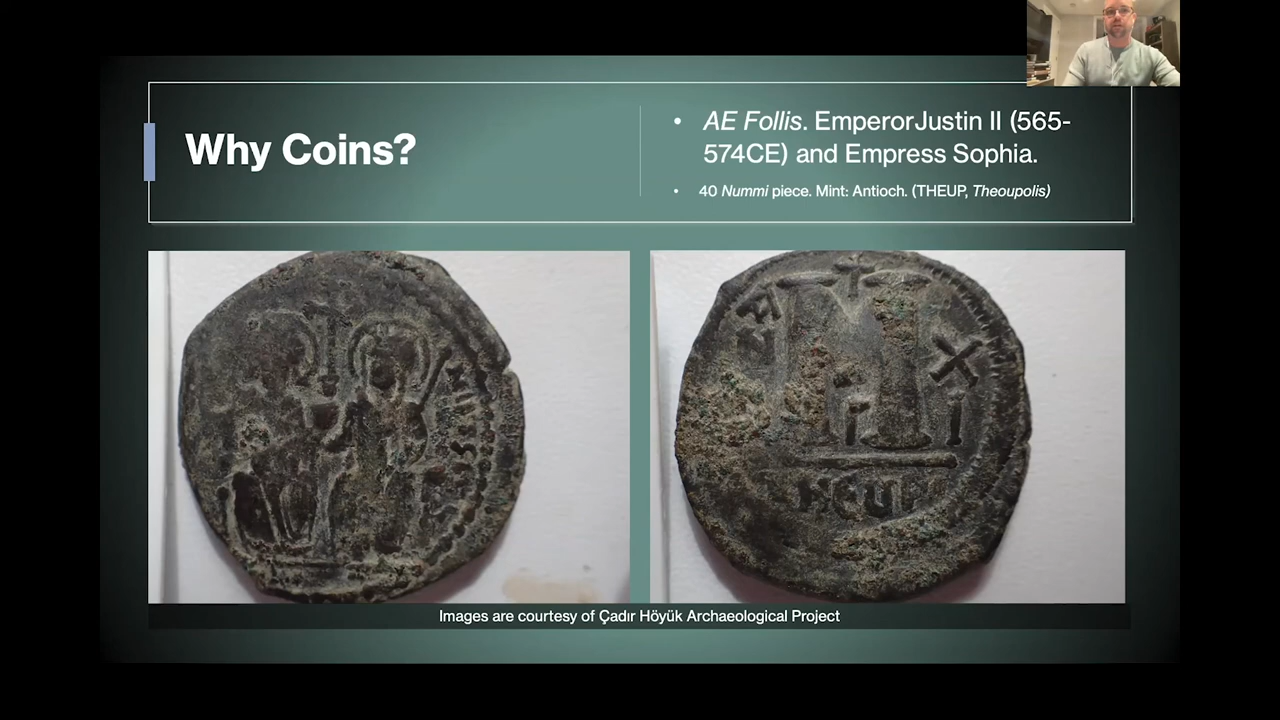 Why Coins?
• AE Follis. EmperorJustin II (565-
574CE) and Empress Sophia.
• 40 Nummi piece. Mint: Antioch. (THEUP, Theoupolis)
Images are courtesy of Çadır Höyük Archaeological Project